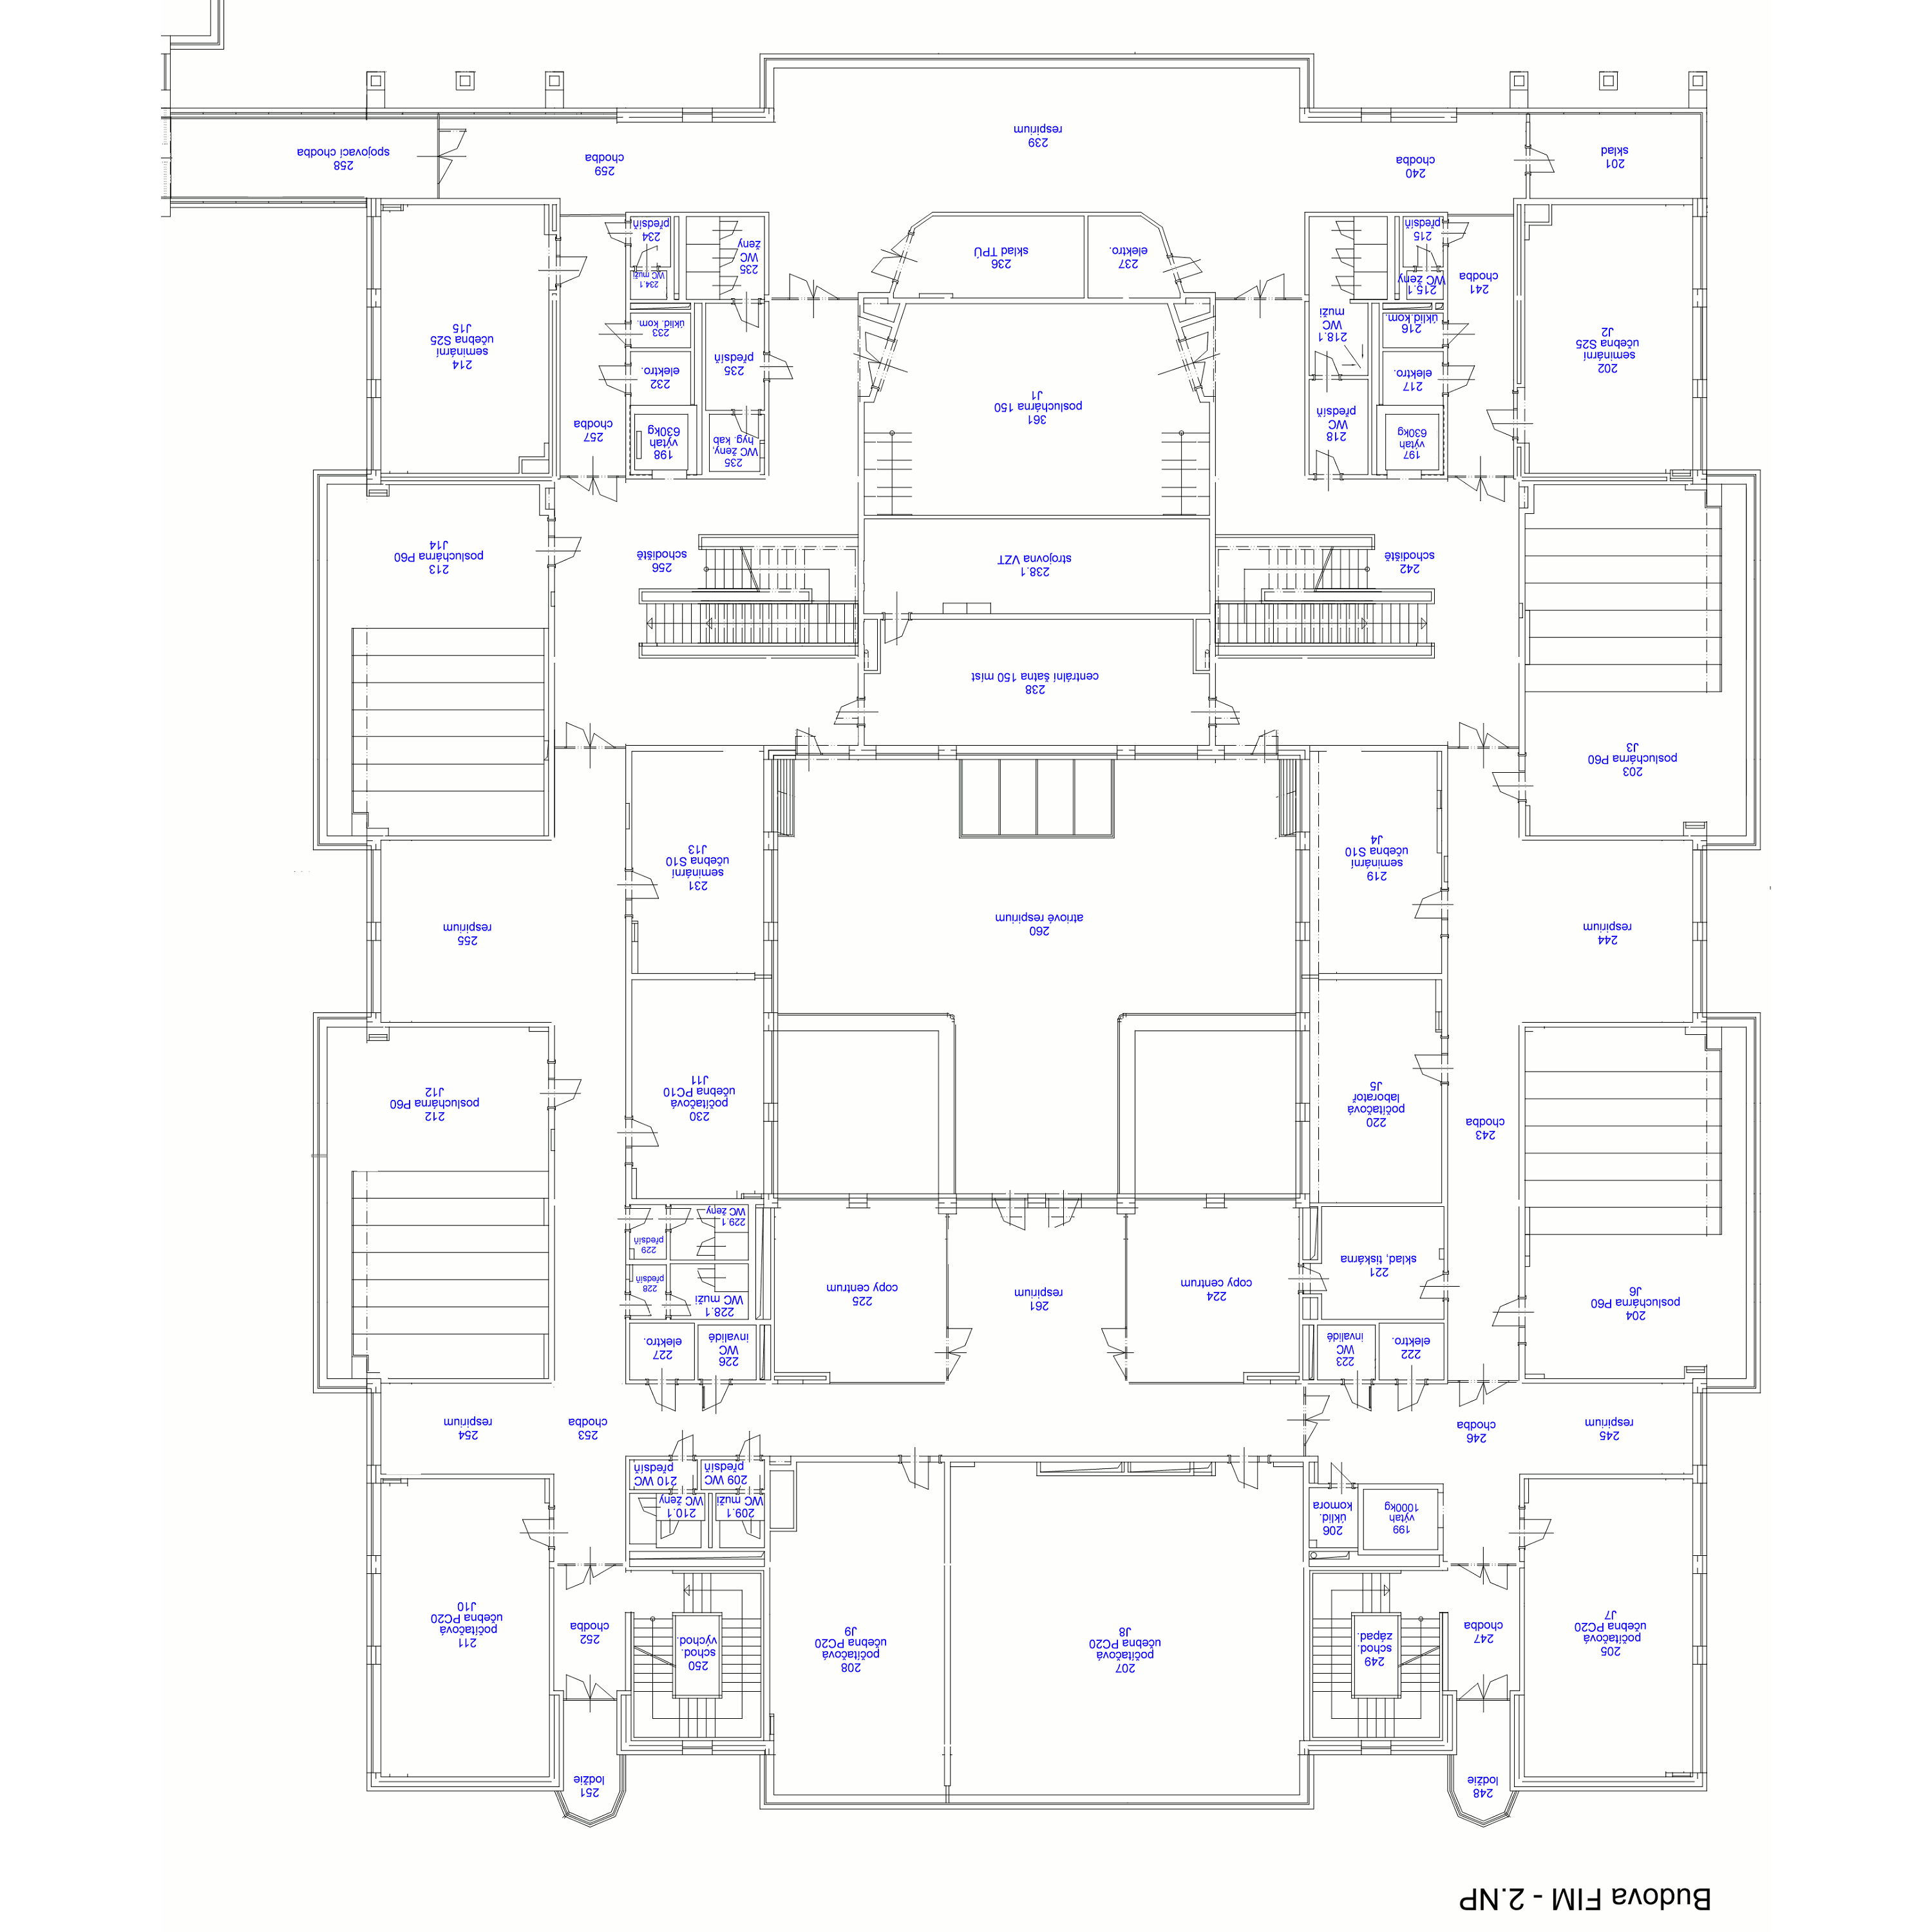 Budova FIM - 2.NP
248
lodžie
251
lodžie
205
počítačová
učebna PC20
J7
247
chodba
249
schod.
západ.
207
počítačová
učebna PC20
J8
208
počítačová
učebna PC20
J9
250
schod.
východ.
252
chodba
211
počítačová
učebna PC20
J10
199
výtah
1000kg
206
úklid.
komora
209.1
WC muži
210.1
WC ženy
209 WC
předsíň
210 WC
předsíň
245
respirium
246
chodba
253
chodba
254
respirium
222
elektro.
223
WC
invalidé
226
WC
invalidé
227
elektro.
204
posluchárna P60
J6
221
sklad, tiskárna
224
copy centrum
261
respirium
225
copy centrum
228.1
WC muži
228
předsíň
229
předsíň
229.1
WC ženy
243
chodba
220
počítačová
laboratoř
J5
230
počítačová
učebna PC10
J11
212
posluchárna P60
J12
244
respirium
260
atriové respirium
255
respirium
219
seminární
učebna S10
J4
231
seminární
učebna S10
J13
203
posluchárna P60
J3
238
centrální šatna 150 míst
242
schodiště
238.1
strojovna VZT
256
schodiště
213
posluchárna P60
J14
197
výtah
630kg
218
WC
předsíň
361
posluchárna 150
J1
235
WC ženy,
hyg. kab
198
výtah
630kg
257
chodba
202
seminární
učebna S25
J2
217
elektro.
235
předsíň
232
elektro.
214
seminární
učebna S25
J15
216
úklid.kom.
218.1
WC
muži
233
úklid. kom.
241
chodba
215.1
WC ženy
215
předsíň
237
elektro.
236
sklad TPÚ
235
WC
ženy
234.1
WC muži
234
předsíň
201
sklad
240
chodba
239
respirium
259
chodba
258
spojovací chodba